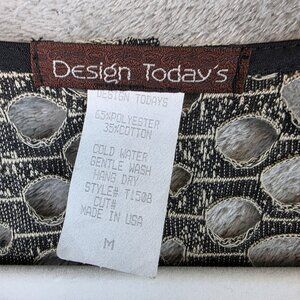 Design Today's
DESIGN TODAYS
65%POLYESTER
35%COTTON
COLD WATER
GENTLE WASH
HANG DRY
STYLE# T1508
CUT#
MADE IN USA
M